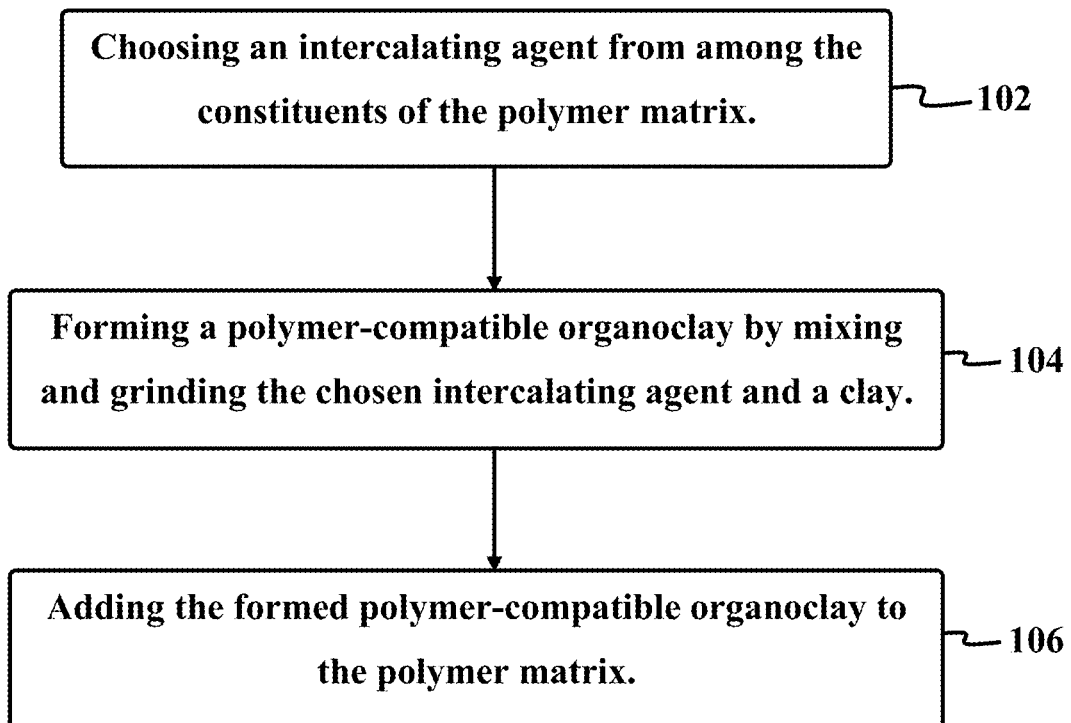 Choosing an intercalating agent from among the
constituents of the polymer matrix.
102
Forming a polymer-compatible organoclay by mixing
and grinding the chosen intercalating agent and a clay.
104
Adding the formed polymer-compatible organoclay to
the polymer matrix.
106